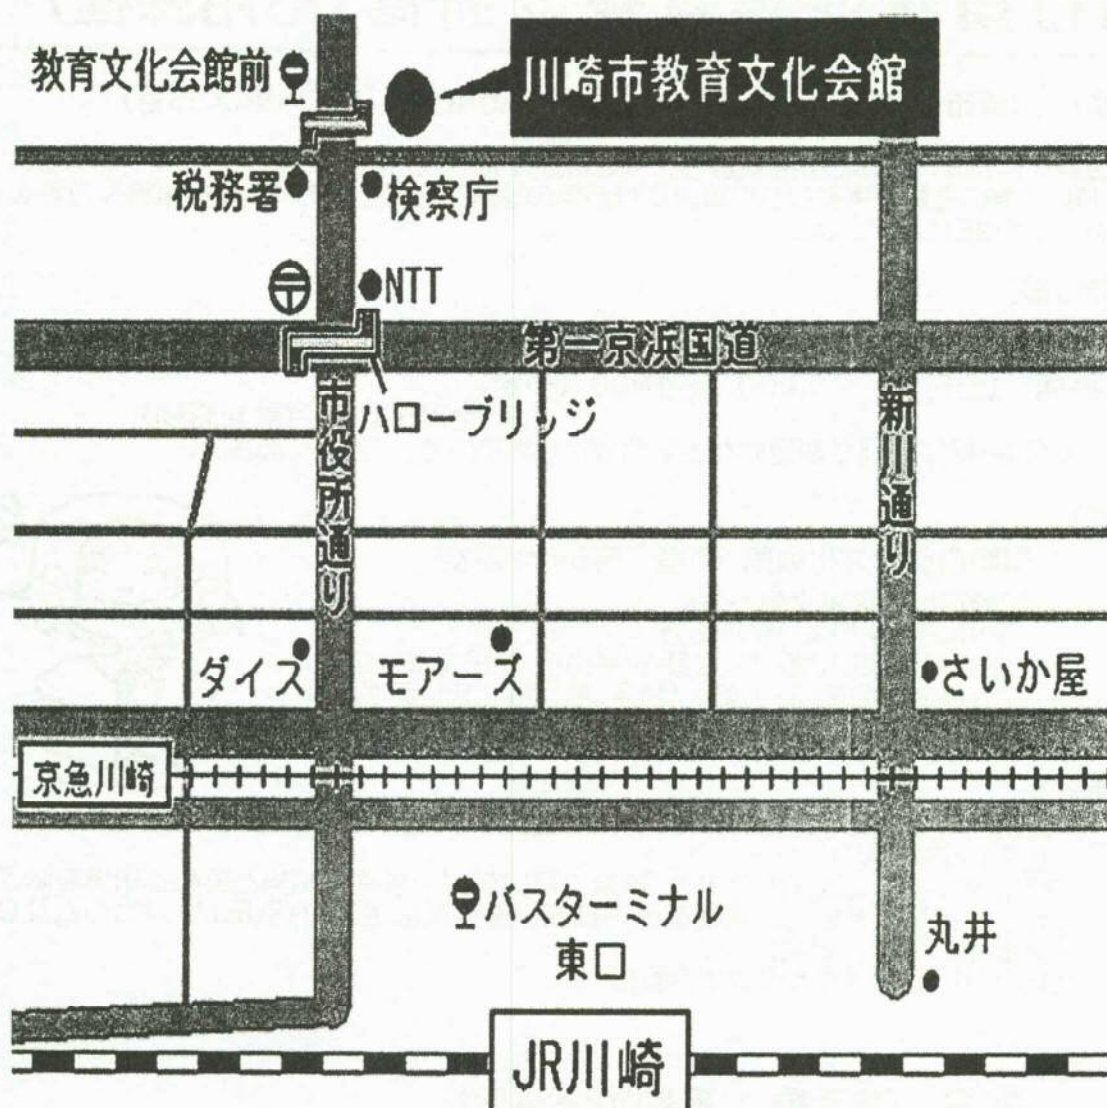 教育文化会館前
川崎市教育文化会館
税務署
検察庁
NTT
第一京浜国道
ハローブリッジ
市役所通り
新川通り
ダイス
モアーズ
さいか屋
京急川崎
バスターミナル
東口
丸井
JR川崎